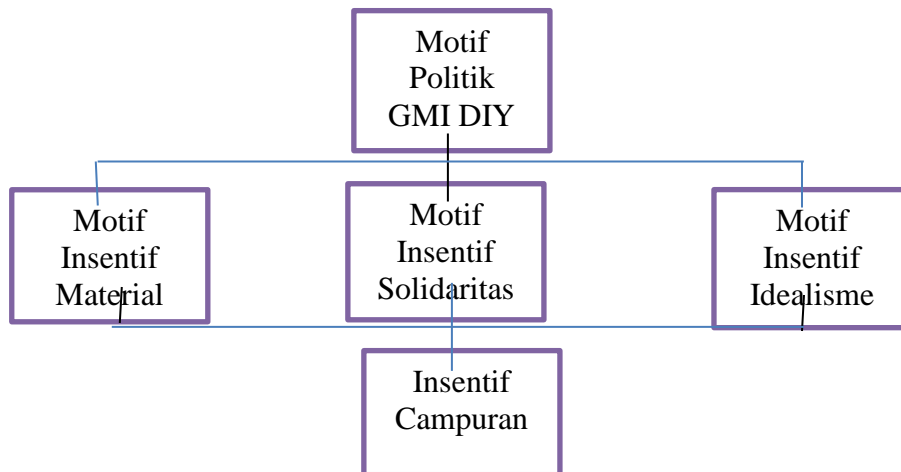 Motif
Politik
GMI DIY
Motif
Insentif
Material
Motif
Insentif
Solidaritas
Motif
Insentif
Idealisme
Insentif
Campuran